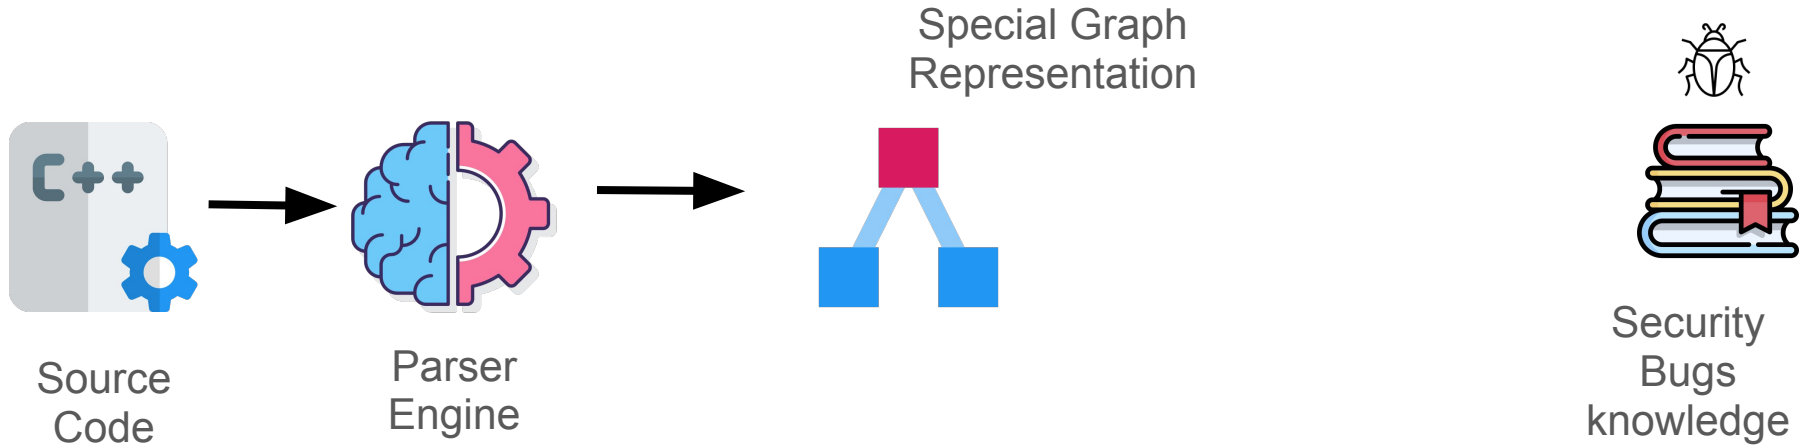 Special Graph
Representation
C++
Source
Code
Parser
Engine
Security
Bugs
knowledge